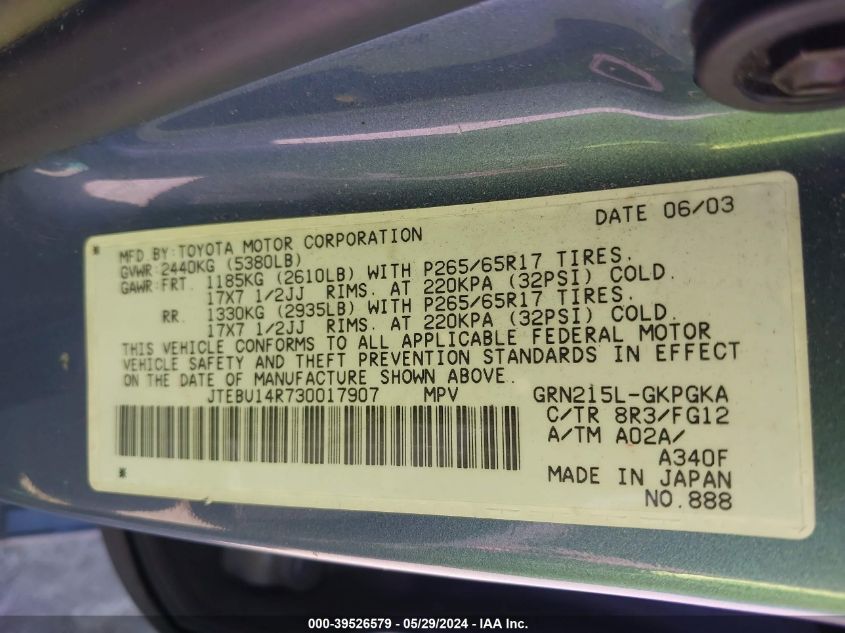 DATE 06/03
MFD BY:TOYOTA MOTOR CORPORATION
GVWR:2440KG (5380LB)
GAWR:FRT. 1185KG (2610LB) WITH P265/65R17 TIRES.
17X7 1/2JJ RIMS. AT 220KPA (32PSI) COLD.
RR. 1330KG (2935LB) WITH P265/65R17 TIRES.
17X7 1/2JJ RIMS. AT 220KPA (32PSI) COLD.
THIS VEHICLE CONFORMS TO ALL APPLICABLE FEDERAL MOTOR
VEHICLE SAFETY AND THEFT PREVENTION STANDARDS IN EFFECT
ON THE DATE OF MANUFACTURE SHOWN ABOVE.
JTEBU14R730017907 MPV GRN215L-GKPGKA
C/TR 8R3/FG12
A/TM A02A/
A340F
MADE IN JAPAN
NO.888
000-39526579 - 05/29/2024 - IAA Inc.